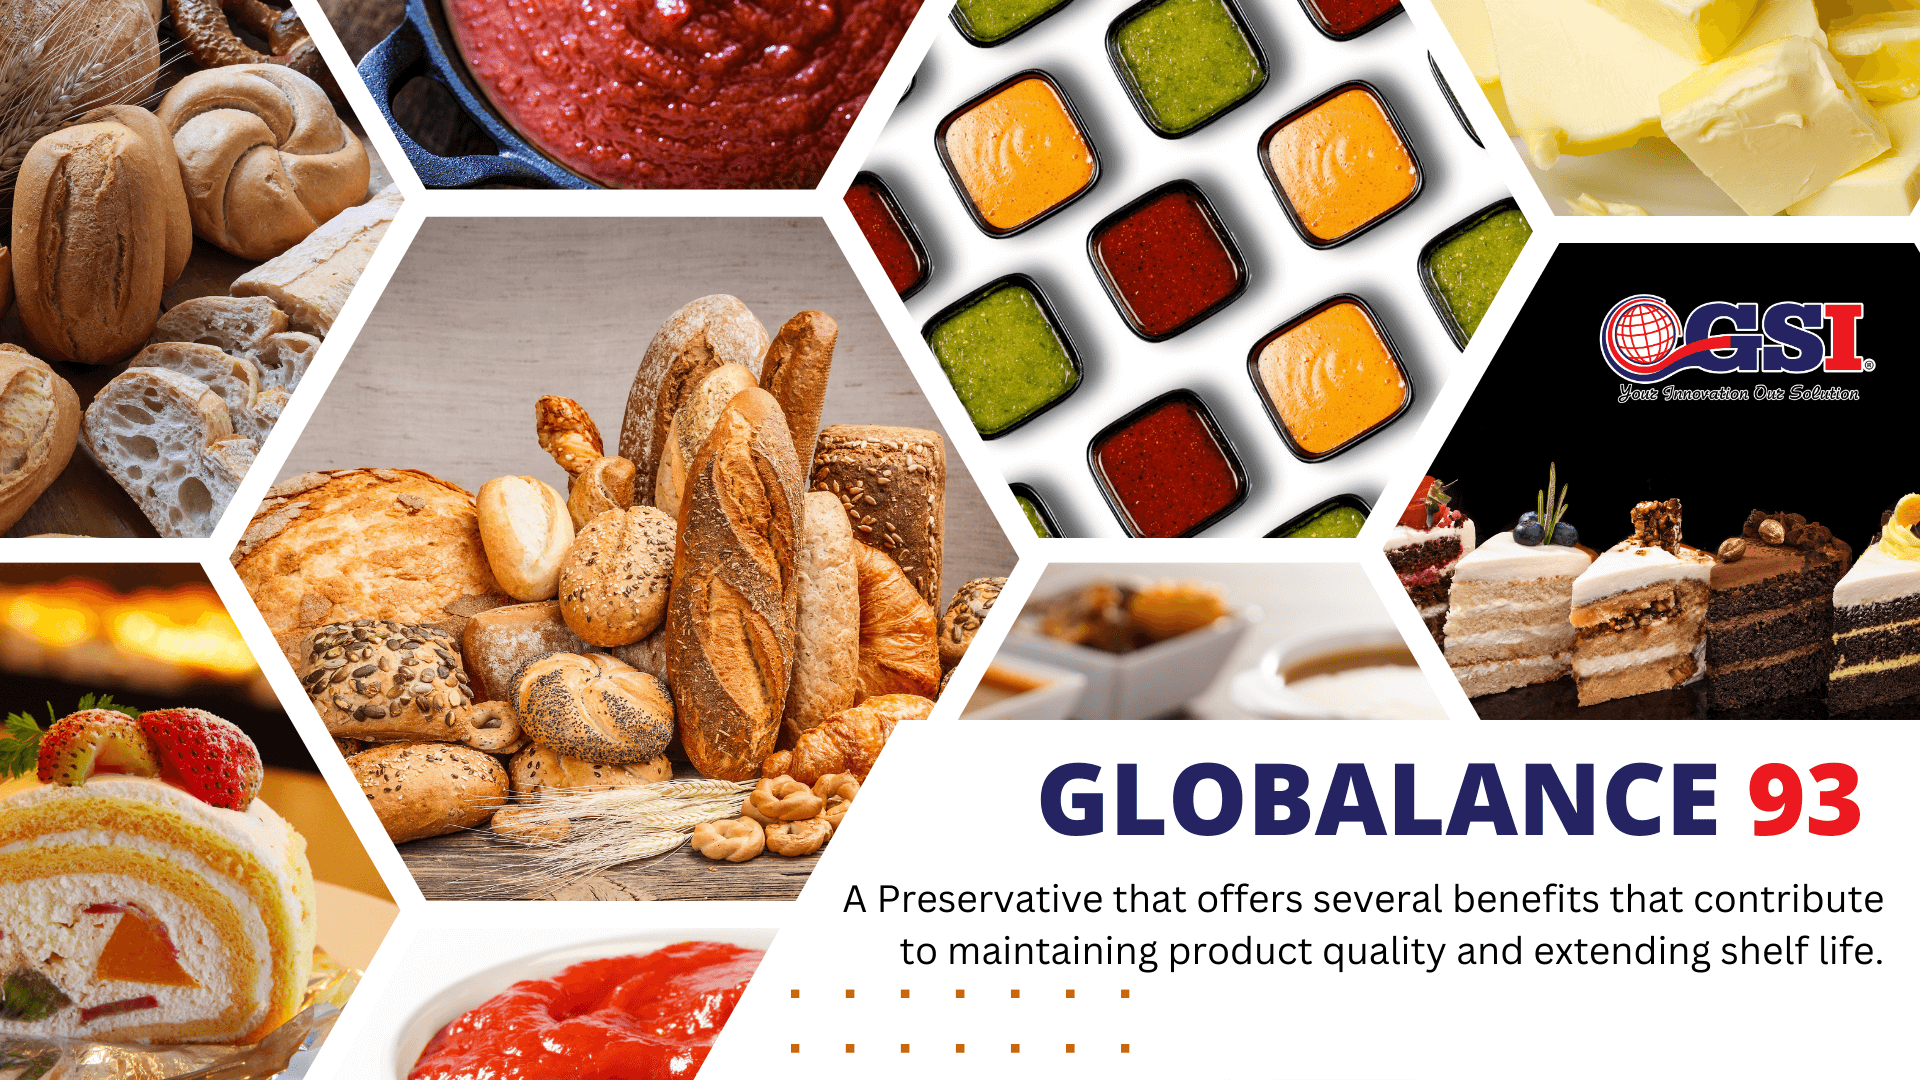 GSI®
Your Innovation Our Solution
GLOBALANCE 93
A Preservative that offers several benefits that contribute
to maintaining product quality and extending shelf life.